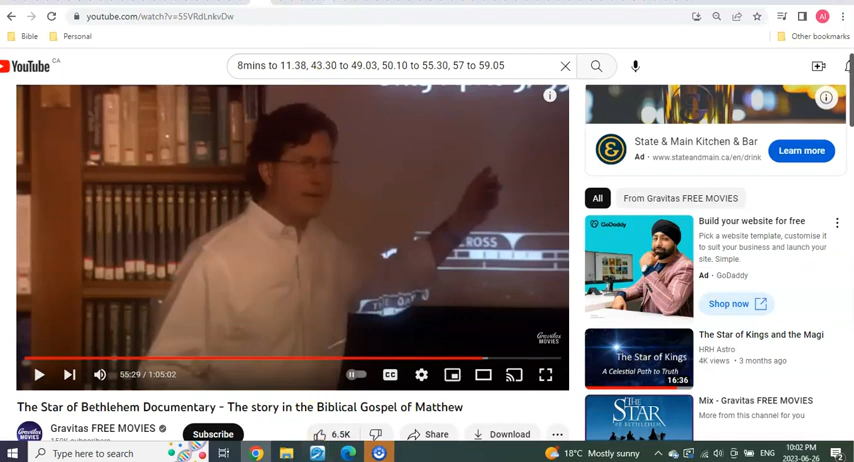 youtube.com/watch?v=55VRdLnkvDw
Al
Bible
Personal
Other bookmarks
YouTube CA
8mins to 11.38, 43.30 to 49.03, 50.10 to 55.30, 57 to 59.05
ROSS
Gravitas
MOVIES
CC
55:29 / 1:05:02
The Star of Bethlehem Documentary - The story in the Biblical Gospel of Matthew
Gravitas FREE MOVIES
Subscribe
6.5K
Share
Download
State & Main Kitchen & Bar
Ad · www.stateandmain.ca/en/drink
Learn more
All
From Gravitas FREE MOVIES
GoDaddy
Build your website for free
Pick a website template, customise it
to suit your business and launch your
site. Simple.
Ad · GoDaddy
Shop now
The Star of Kings
A Celestial Path to Truth
16:36
The Star of Kings and the Magi
HRH Astro
4K views · 3 months ago
THE
STAR
OF BETHLEHEM
Mix - Gravitas FREE MOVIES
More from this channel for you
Type here to search
18°C Mostly sunny
10:02 PM
2023-06-26
2